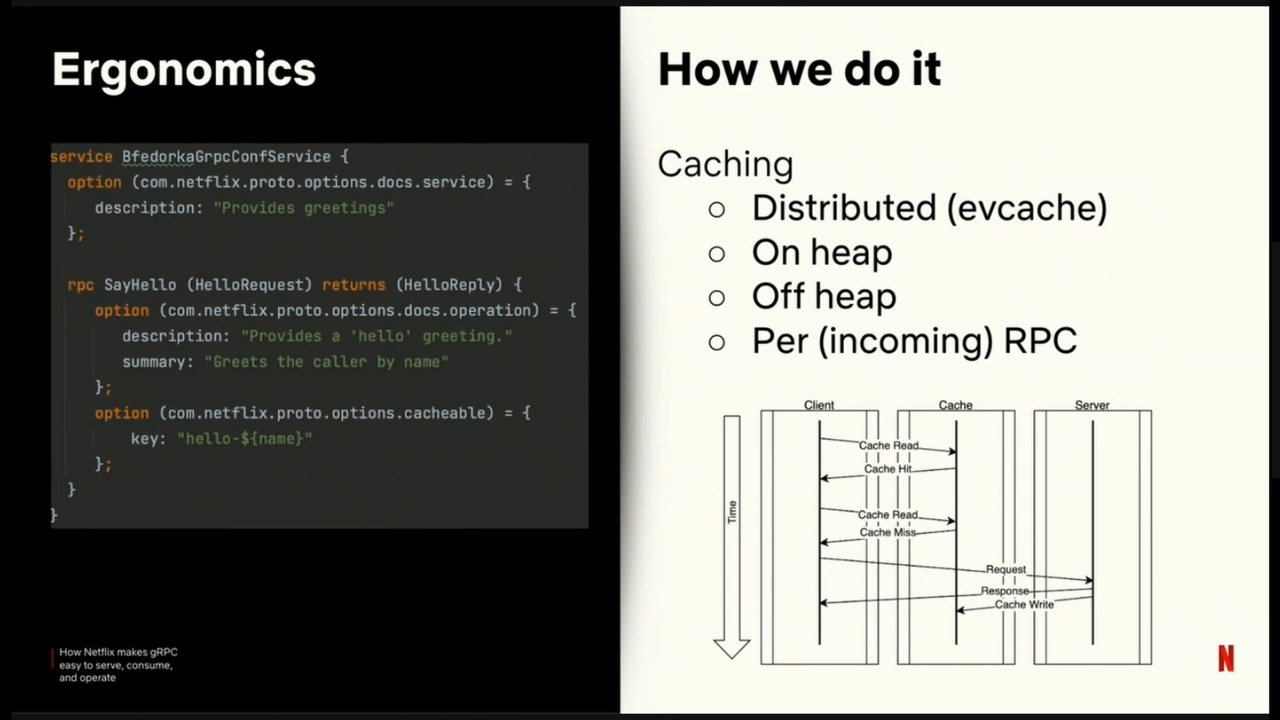 Ergonomics
service BfedorkaGrpcConfService {
option (com.netflix.proto.options.docs.service) = {
description: "Provides greetings"
};
rpc SayHello (HelloRequest) returns (HelloReply) {
option (com.netflix.proto.options.docs.operation) = {
description: "Provides a 'hello' greeting."
summary: "Greets the caller by name"
};
option (com.netflix.proto.options.cacheable) = {
key: "hello-${name}"
};
}
}
How Netflix makes gRPC
easy to serve, consume,
and operate
How we do it
Caching
○ Distributed (evcache)
○ On heap
○ Off heap
○ Per (incoming) RPC
Client
Cache
Server
Time
Cache Read
Cache Hit
Cache Read
Cache Miss
Request
Response
Cache Write
N